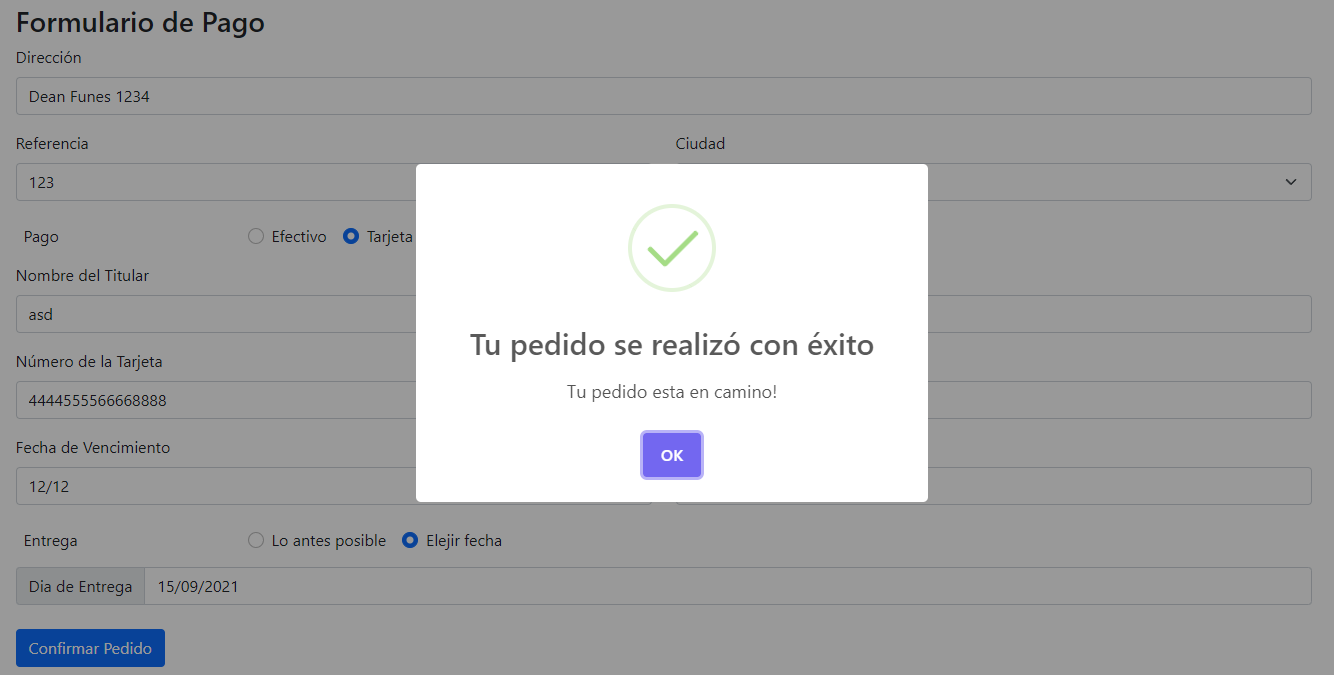 Formulario de Pago
Dirección
Dean Funes 1234
Referencia
Ciudad
123
Pago
Efectivo
Tarjeta
Nombre del Titular
asd
Número de la Tarjeta
4444555566668888
Fecha de Vencimiento
12/12
Tu pedido se realizó con éxito
Tu pedido esta en camino!
OK
Entrega
Lo antes posible
Elejir fecha
Dia de Entrega
15/09/2021
Confirmar Pedido